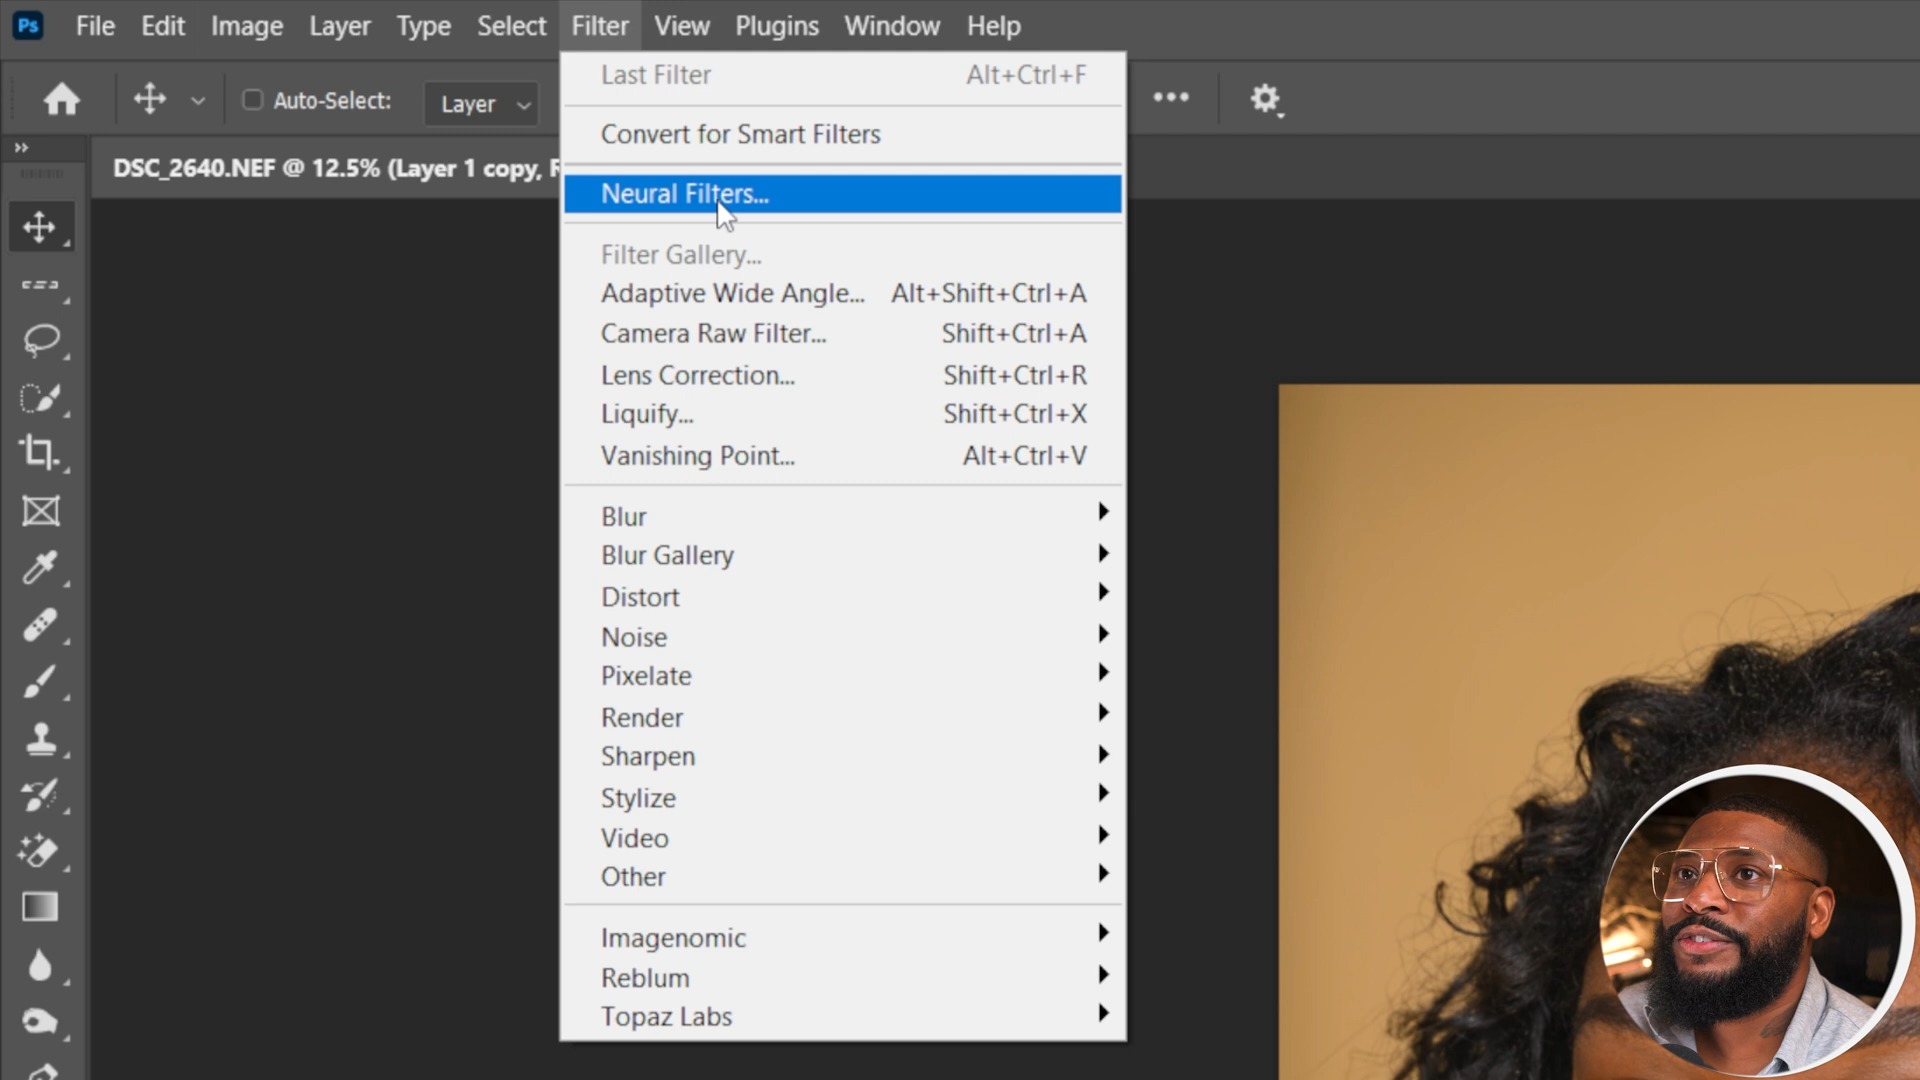 Ps File Edit Image Layer Type Select Filter View Plugins Window Help
Auto-Select: Layer
DSC_2640.NEF @ 12.5% (Layer 1 copy,
Last Filter Alt+Ctrl+F
Convert for Smart Filters
Neural Filters...
Filter Gallery...
Adaptive Wide Angle... Alt+Shift+Ctrl+A
Camera Raw Filter... Shift+Ctrl+A
Lens Correction... Shift+Ctrl+R
Liquify... Shift+Ctrl+X
Vanishing Point... Alt+Ctrl+V
Blur
Blur Gallery
Distort
Noise
Pixelate
Render
Sharpen
Stylize
Video
Other
Imagenomic
Reblum
Topaz Labs